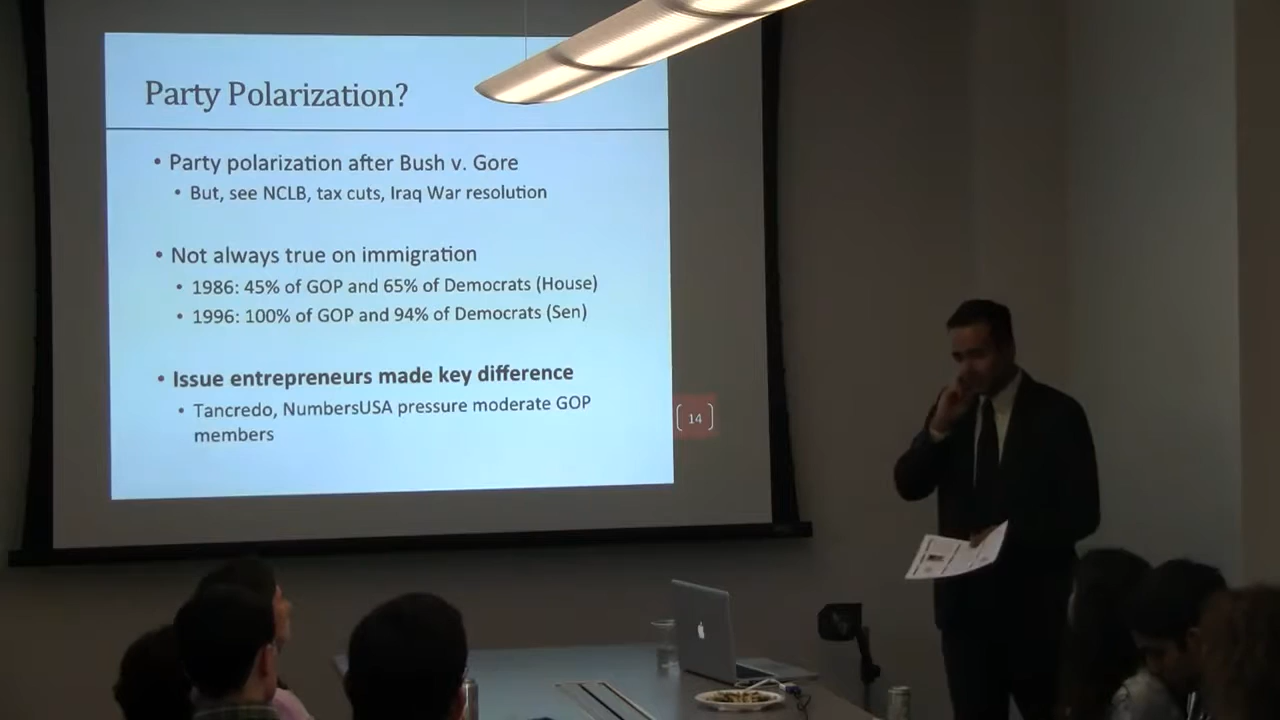 Party Polarization?
• Party polarization after Bush v. Gore
• But, see NCLB, tax cuts, Iraq War resolution
• Not always true on immigration
• 1986: 45% of GOP and 65% of Democrats (House)
• 1996: 100% of GOP and 94% of Democrats (Sen)
• Issue entrepreneurs made key difference
• Tancredo, NumbersUSA pressure moderate GOP
members
14